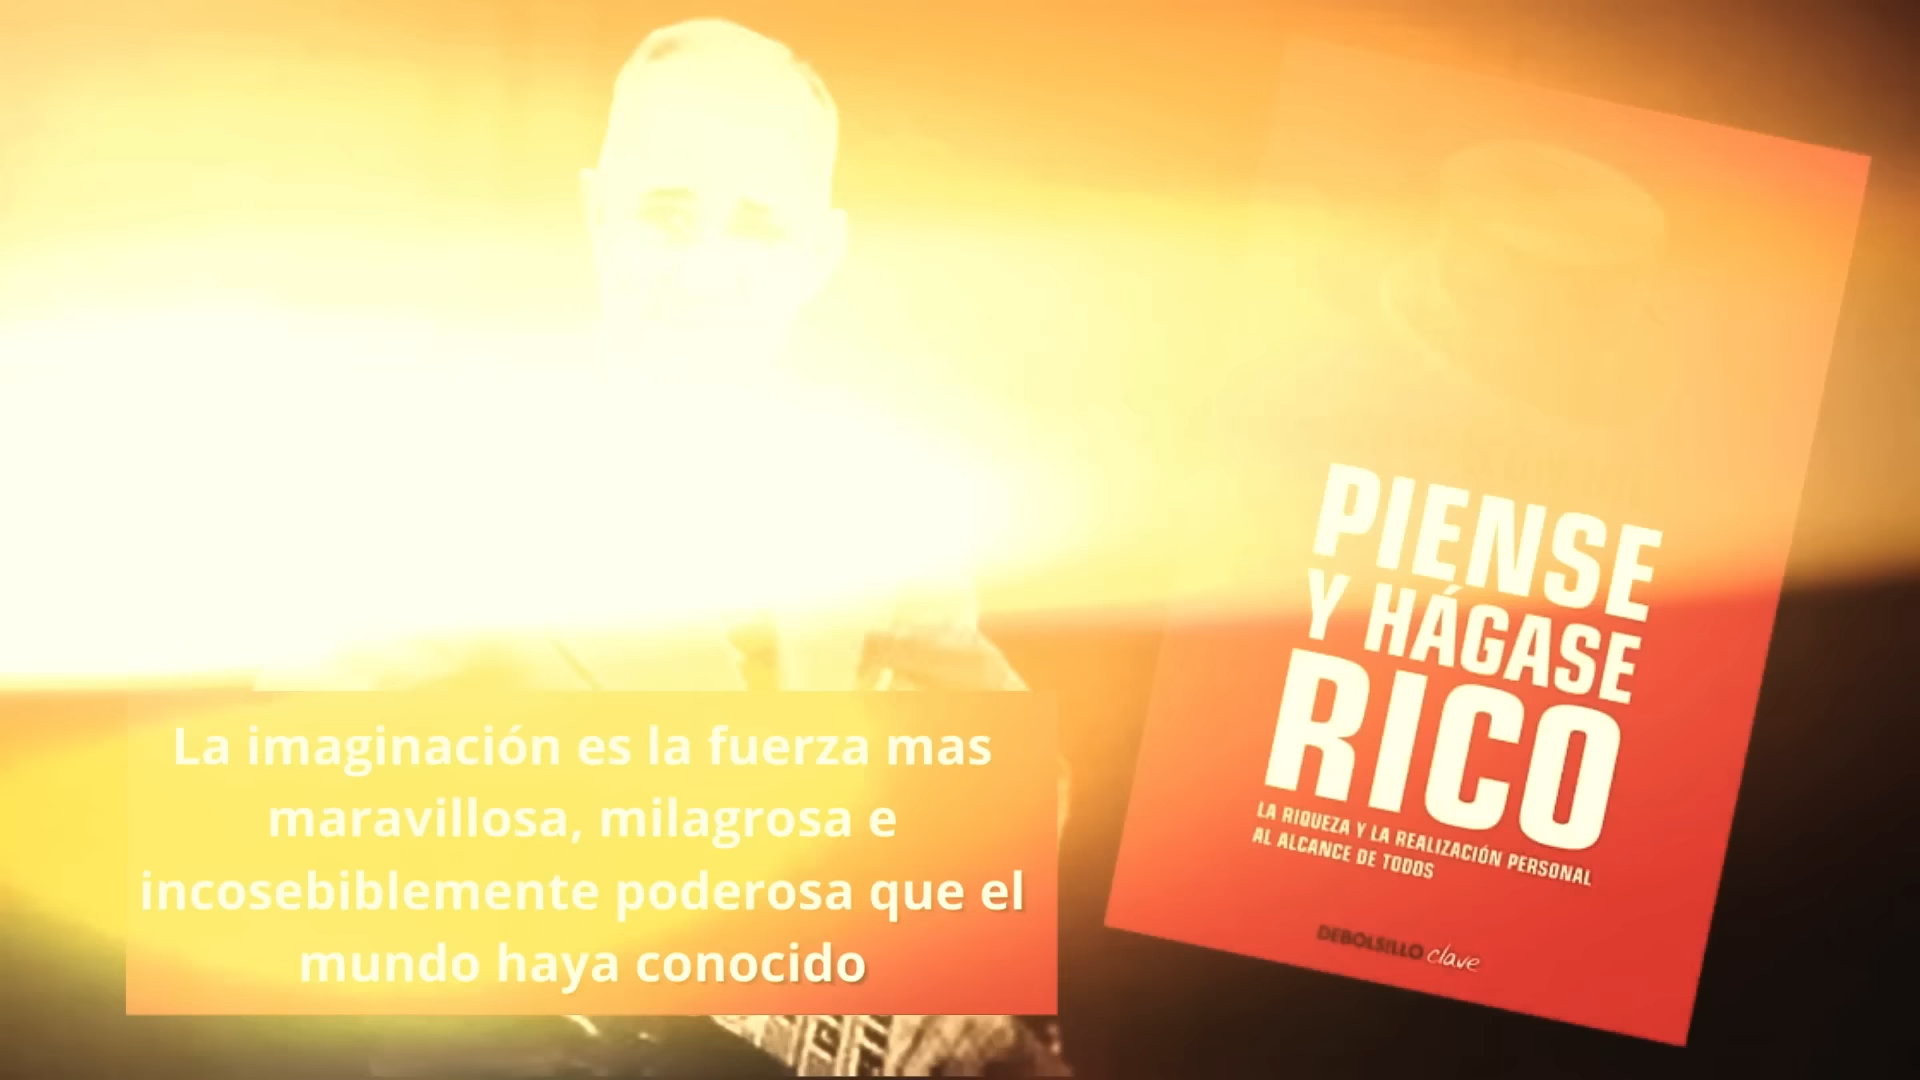 La imaginación es la fuerza mas
maravillosa, milagrosa e
incosebiblemente poderosa que el
mundo haya conocido
PIENSE
Y HÁGASE
RICO
LA RIQUEZA Y LA REALIZACIÓN PERSONAL
AL ALCANCE DE TODOS
DEBOLSILLO clave